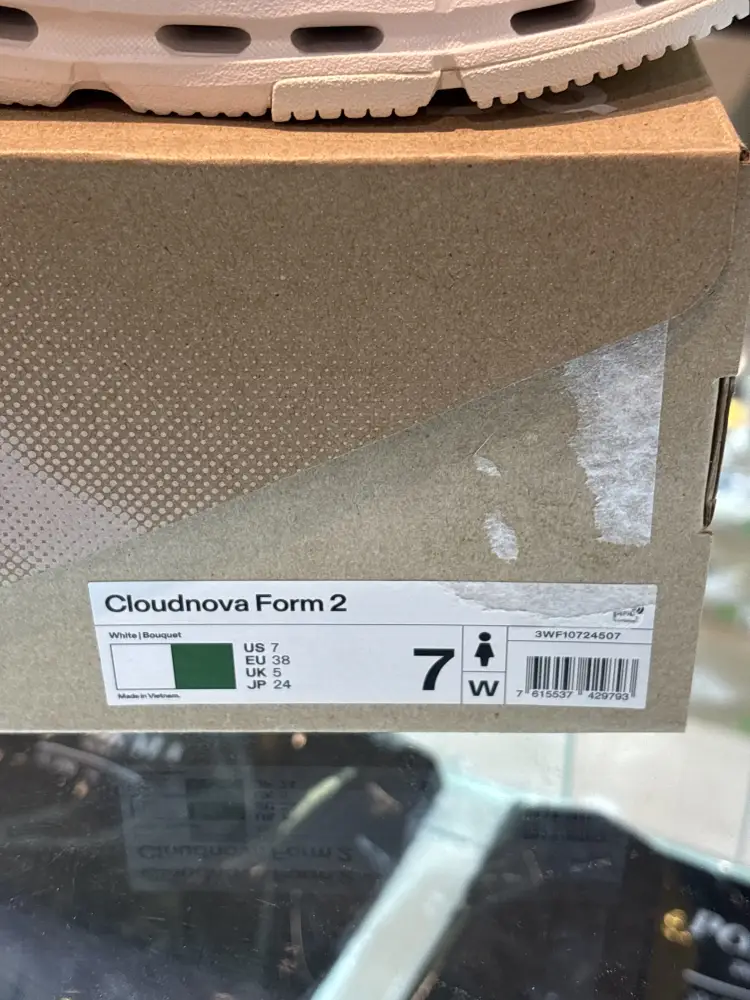 Cloudnova Form 2
White | Bouquet
US 7
EU 38
UK 5
JP 24
Made in Vietnam.
7
W
3WF10724507
7 615537 429793